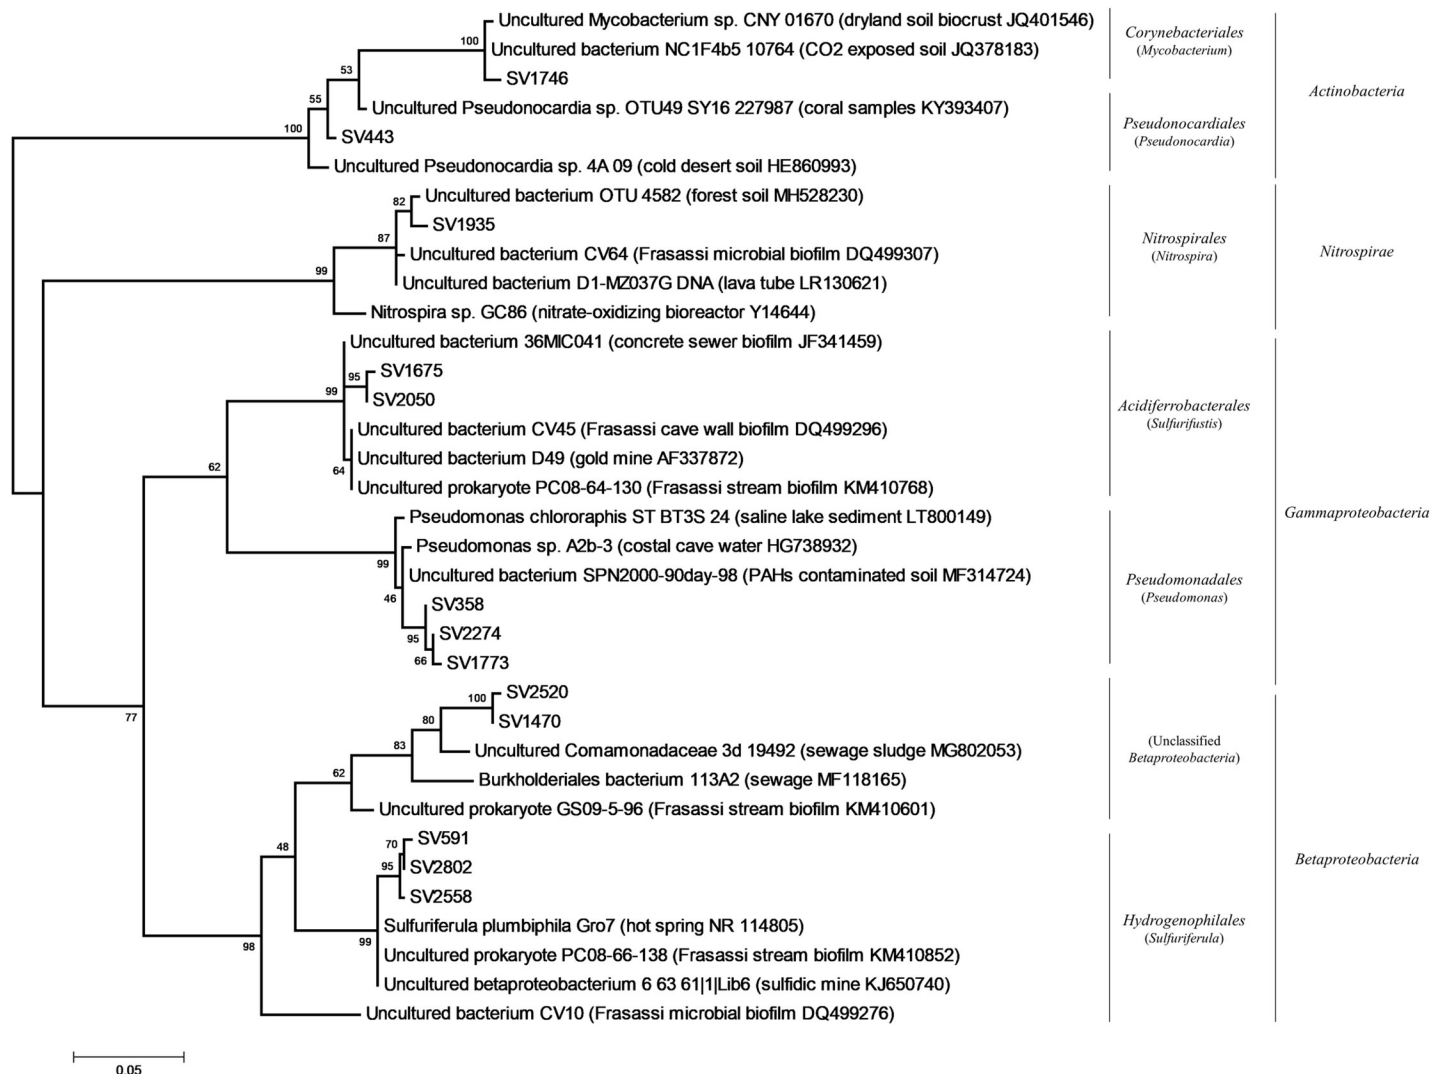 Uncultured Mycobacterium sp. CNY 01670 (dryland soil biocrust JQ401546)
Uncultured bacterium NC1F4b5 10764 (CO2 exposed soil JQ378183)
SV1746
Uncultured Pseudonocardia sp. OTU49 SY16 227987 (coral samples KY393407)
SV443
Uncultured Pseudonocardia sp. 4A 09 (cold desert soil HE860993)
Uncultured bacterium OTU 4582 (forest soil MH528230)
SV1935
Uncultured bacterium CV64 (Frasassi microbial biofilm DQ499307)
Uncultured bacterium D1-MZ037G DNA (lava tube LR130621)
Nitrospira sp. GC86 (nitrate-oxidizing bioreactor Y14644)
Uncultured bacterium 36MIC041 (concrete sewer biofilm JF341459)
SV1675
SV2050
Uncultured bacterium CV45 (Frasassi cave wall biofilm DQ499296)
Uncultured bacterium D49 (gold mine AF337872)
Uncultured prokaryote PC08-64-130 (Frasassi stream biofilm KM410768)
Pseudomonas chlororaphis ST BT3S 24 (saline lake sediment LT800149)
Pseudomonas sp. A2b-3 (costal cave water HG738932)
Uncultured bacterium SPN2000-90day-98 (PAHs contaminated soil MF314724)
SV358
SV2274
SV1773
SV2520
SV1470
Uncultured Comamonadaceae 3d 19492 (sewage sludge MG802053)
Burkholderiales bacterium 113A2 (sewage MF118165)
Uncultured prokaryote GS09-5-96 (Frasassi stream biofilm KM410601)
SV591
SV2802
SV2558
Sulfuriferula plumbiphila Gro7 (hot spring NR 114805)
Uncultured prokaryote PC08-66-138 (Frasassi stream biofilm KM410852)
Uncultured betaproteobacterium 6 63 61|1|Lib6 (sulfidic mine KJ650740)
Uncultured bacterium CV10 (Frasassi microbial biofilm DQ499276)
100
53
55
100
82
87
99
95
99
64
62
99
46
95
66
77
100
80
83
62
48
70
95
99
98
0.05
Corynebacteriales
(Mycobacterium)
Pseudonocardiales
(Pseudonocardia)
Nitrospirales
(Nitrospira)
Acidiferrobacterales
(Sulfurifustis)
Pseudomonadales
(Pseudomonas)
(Unclassified
Betaproteobacteria)
Hydrogenophilales
(Sulfuriferula)
Actinobacteria
Nitrospirae
Gammaproteobacteria
Betaproteobacteria